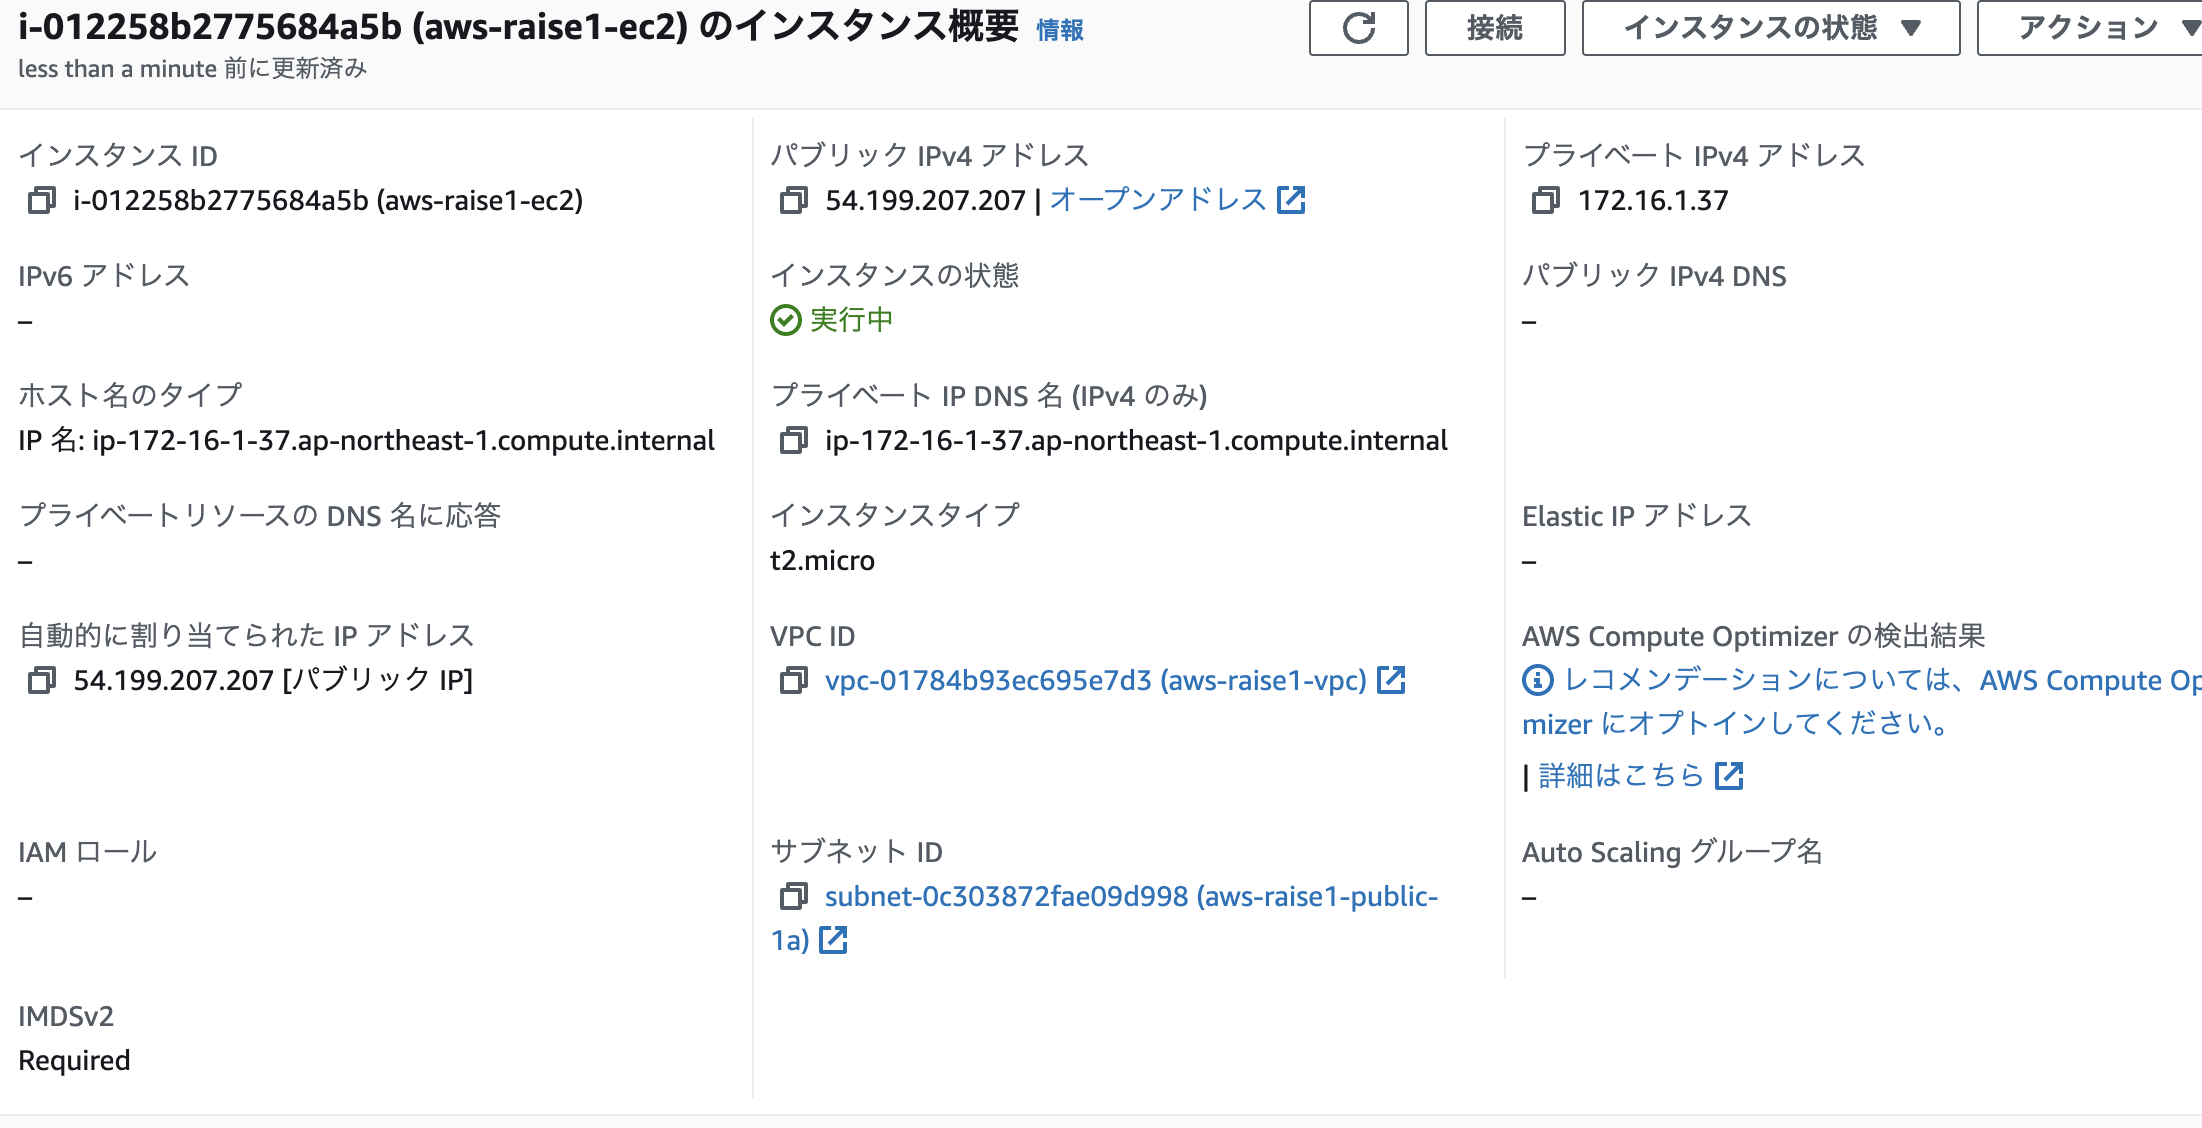 i-012258b2775684a5b (aws-raise1-ec2) のインスタンス概要 情報
less than a minute 前に更新済み
接続
インスタンスの状態 ▼
アクション ▼
インスタンス ID
i-012258b2775684a5b (aws-raise1-ec2)
パブリック IPv4 アドレス
54.199.207.207 | オープンアドレス
プライベート IPv4 アドレス
172.16.1.37
IPv6 アドレス
–
インスタンスの状態
実行中
パブリック IPv4 DNS
–
ホスト名のタイプ
IP 名: ip-172-16-1-37.ap-northeast-1.compute.internal
プライベート IP DNS 名 (IPv4 のみ)
ip-172-16-1-37.ap-northeast-1.compute.internal
プライベートリソースの DNS 名に応答
–
インスタンスタイプ
t2.micro
Elastic IP アドレス
–
自動的に割り当てられた IP アドレス
54.199.207.207 [パブリック IP]
VPC ID
vpc-01784b93ec695e7d3 (aws-raise1-vpc)
AWS Compute Optimizer の検出結果
レコメンデーションについては、AWS Compute Op
mizer にオプトインしてください。
| 詳細はこちら
IAM ロール
–
サブネット ID
subnet-0c303872fae09d998 (aws-raise1-public-
1a)
Auto Scaling グループ名
–
IMDSv2
Required